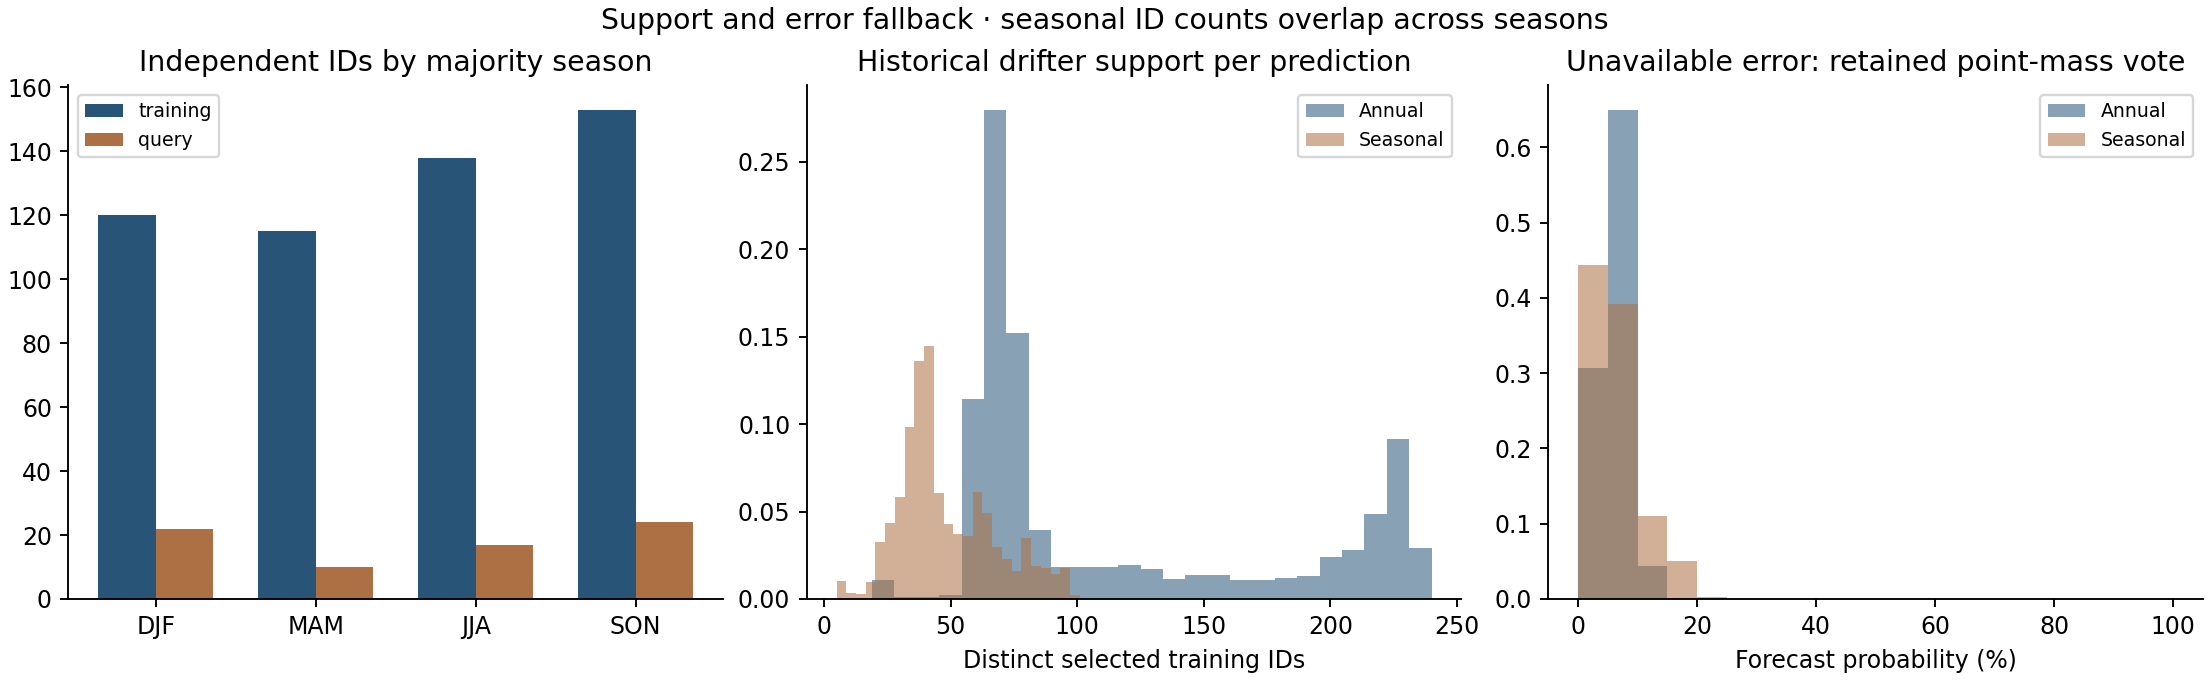 Support and error fallback · seasonal ID counts overlap across seasons
Independent IDs by majority season
training
query
160
140
120
100
80
60
40
20
0
DJF
MAM
JJA
SON
Historical drifter support per prediction
Annual
Seasonal
0.25
0.20
0.15
0.10
0.05
0.00
0
50
100
150
200
250
Distinct selected training IDs
Unavailable error: retained point-mass vote
Annual
Seasonal
0.6
0.5
0.4
0.3
0.2
0.1
0.0
0
20
40
60
80
100
Forecast probability (%)